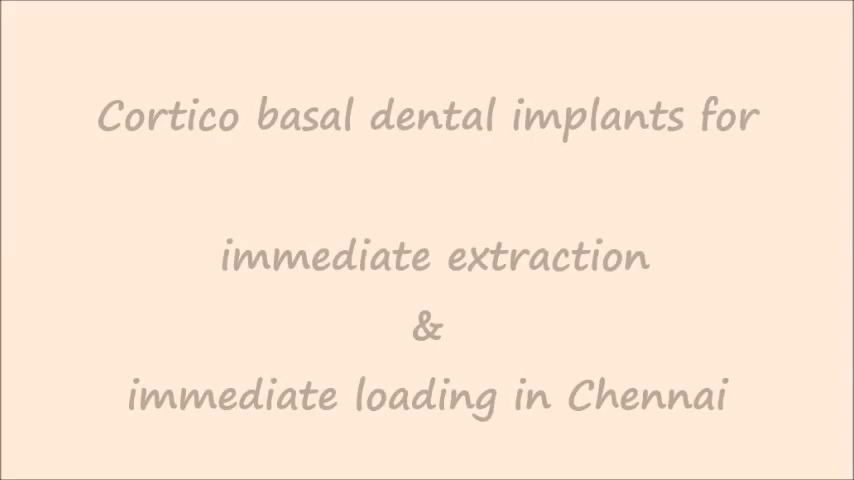 Cortico basal dental implants for
immediate extraction
&
immediate loading in Chennai